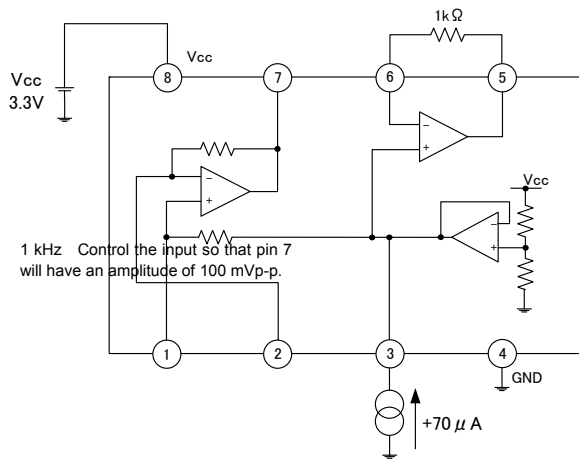 1kΩ
Vcc
8
7
6
5
Vcc
3.3V
−
+
−
+
Vcc
−
+
1 kHz Control the input so that pin 7
will have an amplitude of 100 mVp-p.
1
2
3
4
GND
+70 μ A